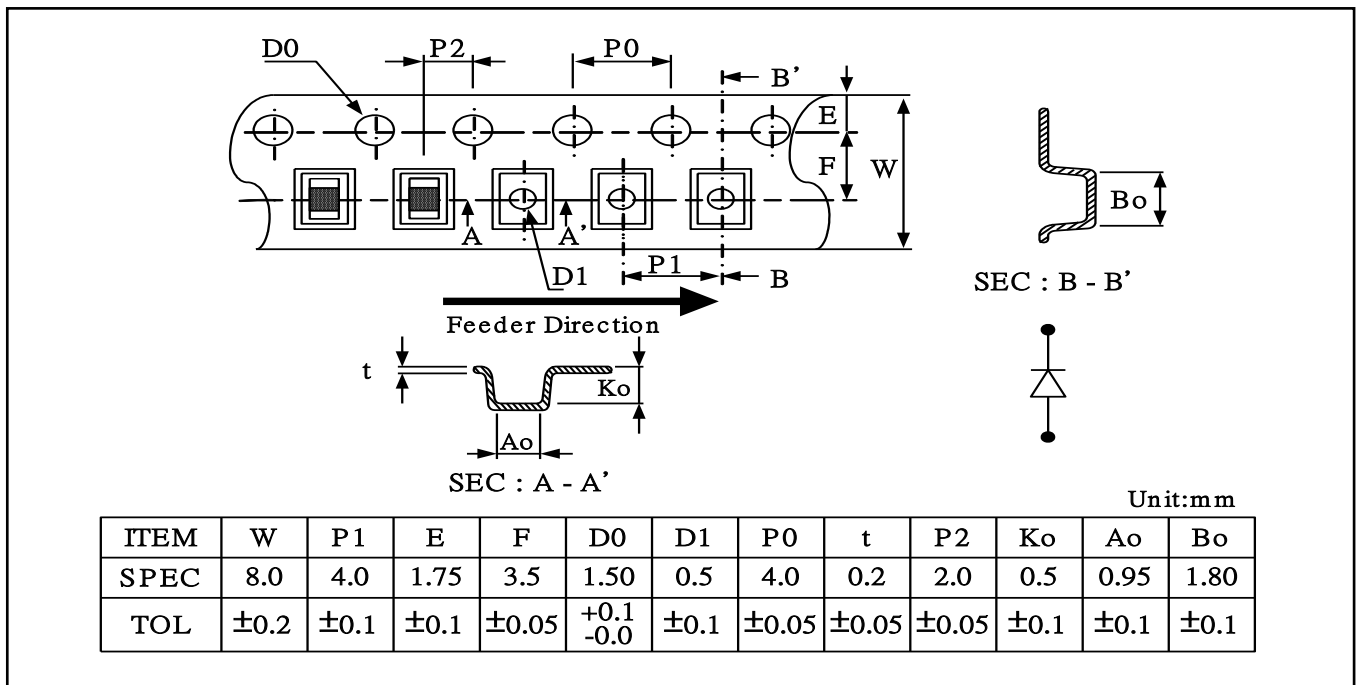 D0
P2
P0
B’
E
F
W
A
A’
D1
P1
B
Feeder Direction
Bo
SEC : B - B’
t
Ko
Ao
SEC : A - A’
Unit:mm
ITEM W P1 E F D0 D1 P0 t P2 Ko Ao Bo
SPEC 8.0 4.0 1.75 3.5 1.50 0.5 4.0 0.2 2.0 0.5 0.95 1.80
TOL ±0.2 ±0.1 ±0.1 ±0.05 +0.1 -0.0 ±0.1 ±0.05 ±0.05 ±0.05 ±0.1 ±0.1 ±0.1